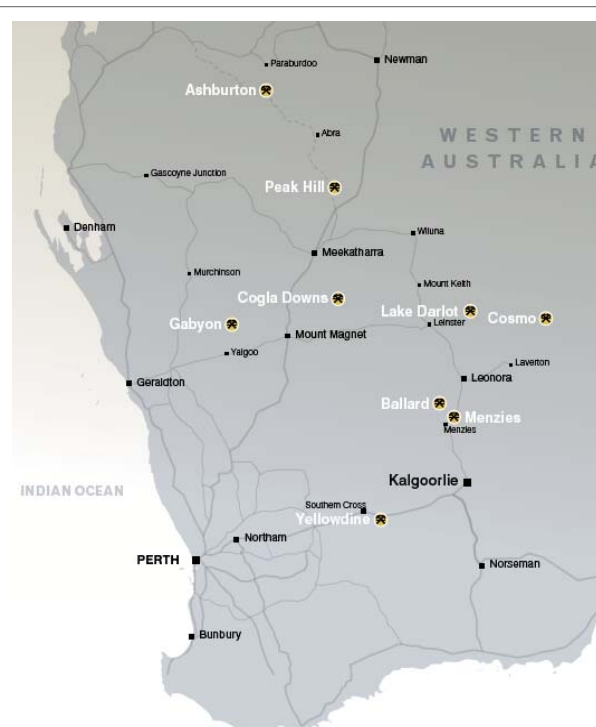 Paraburdoo
Newman
Ashburton
Abra
WESTERN
AUSTRALIA
Gascoyne Junction
Peak Hill
Denham
Wiluna
Meekatharra
Murchinson
Mount Keith
Cogla Downs
Lake Darlot
Cosmo
Gabyon
Leinster
Mount Magnet
Yalgoo
Laverton
Leonora
Geraldton
Ballard
Menzies
Menzies
Kalgoorlie
INDIAN OCEAN
Southern Cross
Yellowdine
Northam
PERTH
Norseman
Bunbury